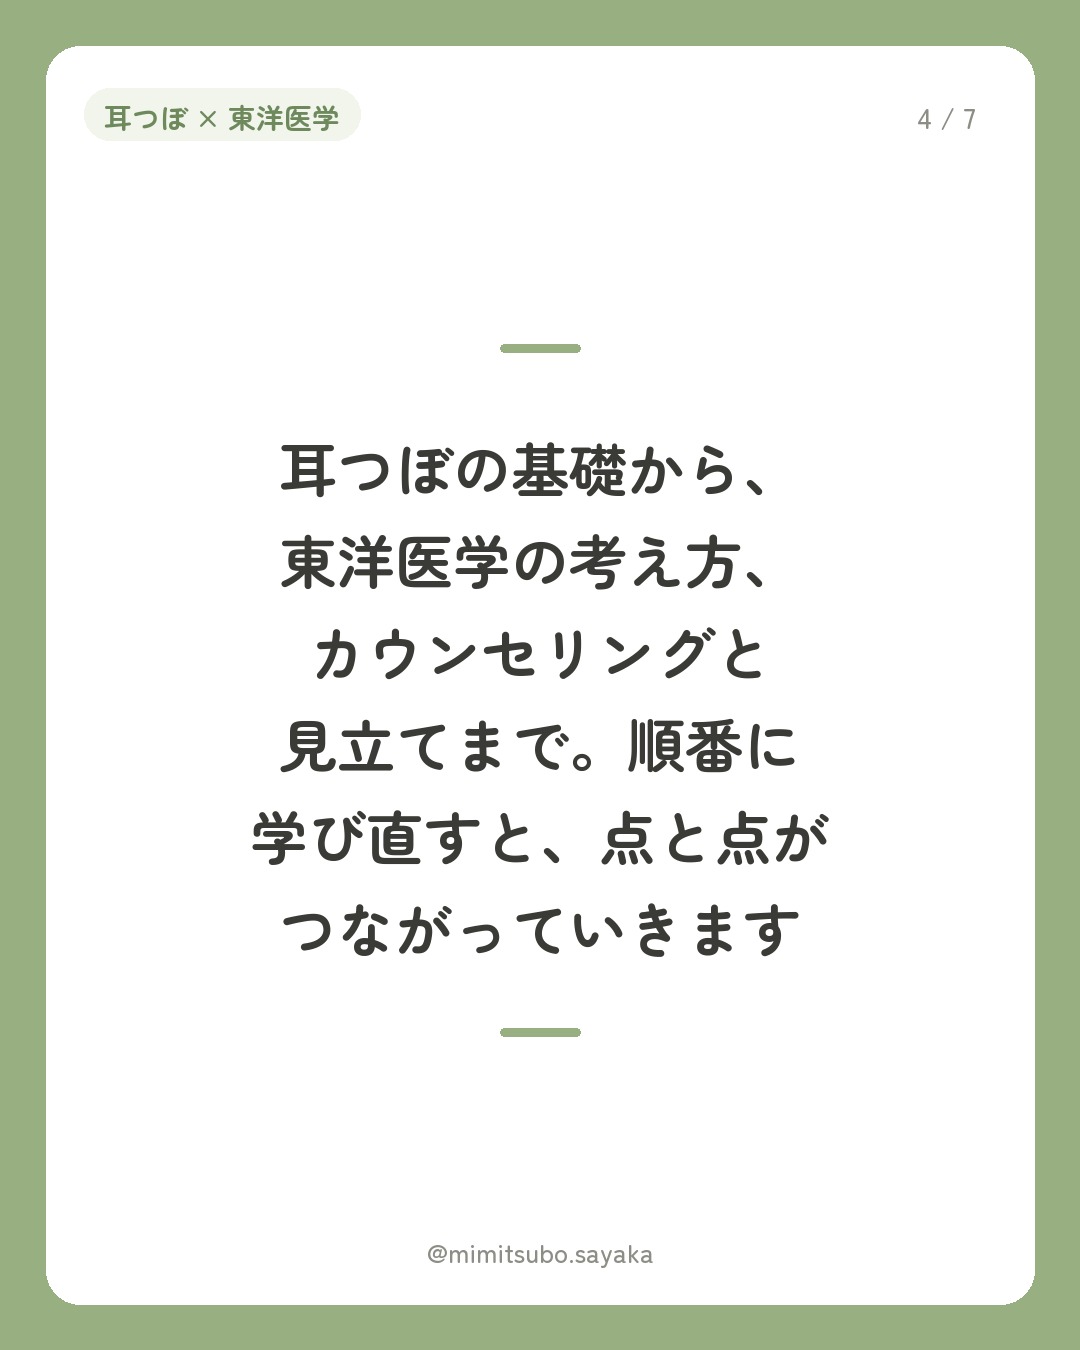 耳つぼ × 東洋医学
4 / 7
耳つぼの基礎から、
東洋医学の考え方、
カウンセリングと
見立てまで。順番に
学び直すと、点と点が
つながっていきます
@mimitsubo.sayaka